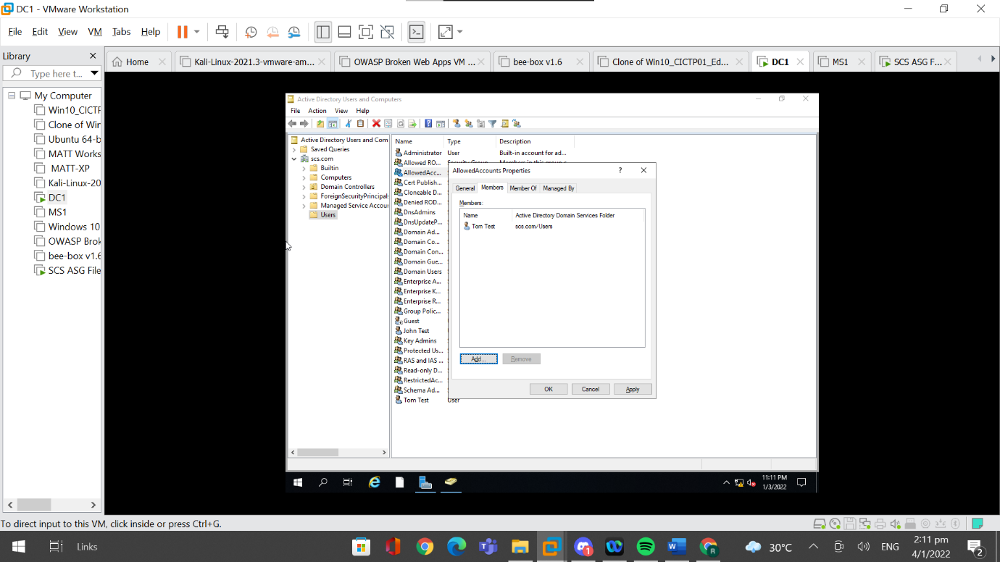 DC1 - VMware Workstation
File Edit View VM Tabs Help
Library
Type here t...
Home
Kali-Linux-2021.3-vmware-am...
OWASP Broken Web Apps VM ...
bee-box v1.6
Clone of Win10_CICTP01_Ed...
DC1
MS1
SCS ASG F...
My Computer
Win10_CICTP
Clone of Wir
Ubuntu 64-b
MATT Works
MATT-XP
Kali-Linux-20
DC1
MS1
Windows 10
OWASP Brok
bee-box v1.6
SCS ASG File
Active Directory Users and Computers
File Action View Help
Active Directory Users and Com
Saved Queries
scs.com
Builtin
Computers
Domain Controllers
ForeignSecurityPrincipals
Managed Service Accour
Users
Name Type Description
Administrator User Built-in account for ad...
Allowed RO... Security Group Members in this group c
AllowedAcc...
Cert Publish...
Cloneable D...
Denied ROD...
DnsAdmins
DnsUpdateP...
Domain Ad...
Domain Co...
Domain Con...
Domain Gue...
Domain Users
Enterprise A...
Enterprise K...
Enterprise R...
Group Polic...
Guest
John Test
Key Admins
Protected Us...
RAS and IAS ...
Read-only D...
RestrictedAc...
Schema Ad...
Tom Test User
AllowedAccounts Properties
?
General Members Member Of Managed By
Members:
Name Active Directory Domain Services Folder
Tom Test scs.com/Users
Add... Remove
OK Cancel Apply
11:11 PM
1/3/2022
To direct input to this VM, click inside or press Ctrl+G.
Links
1
30°C
ENG
2:11 pm
4/1/2022
2